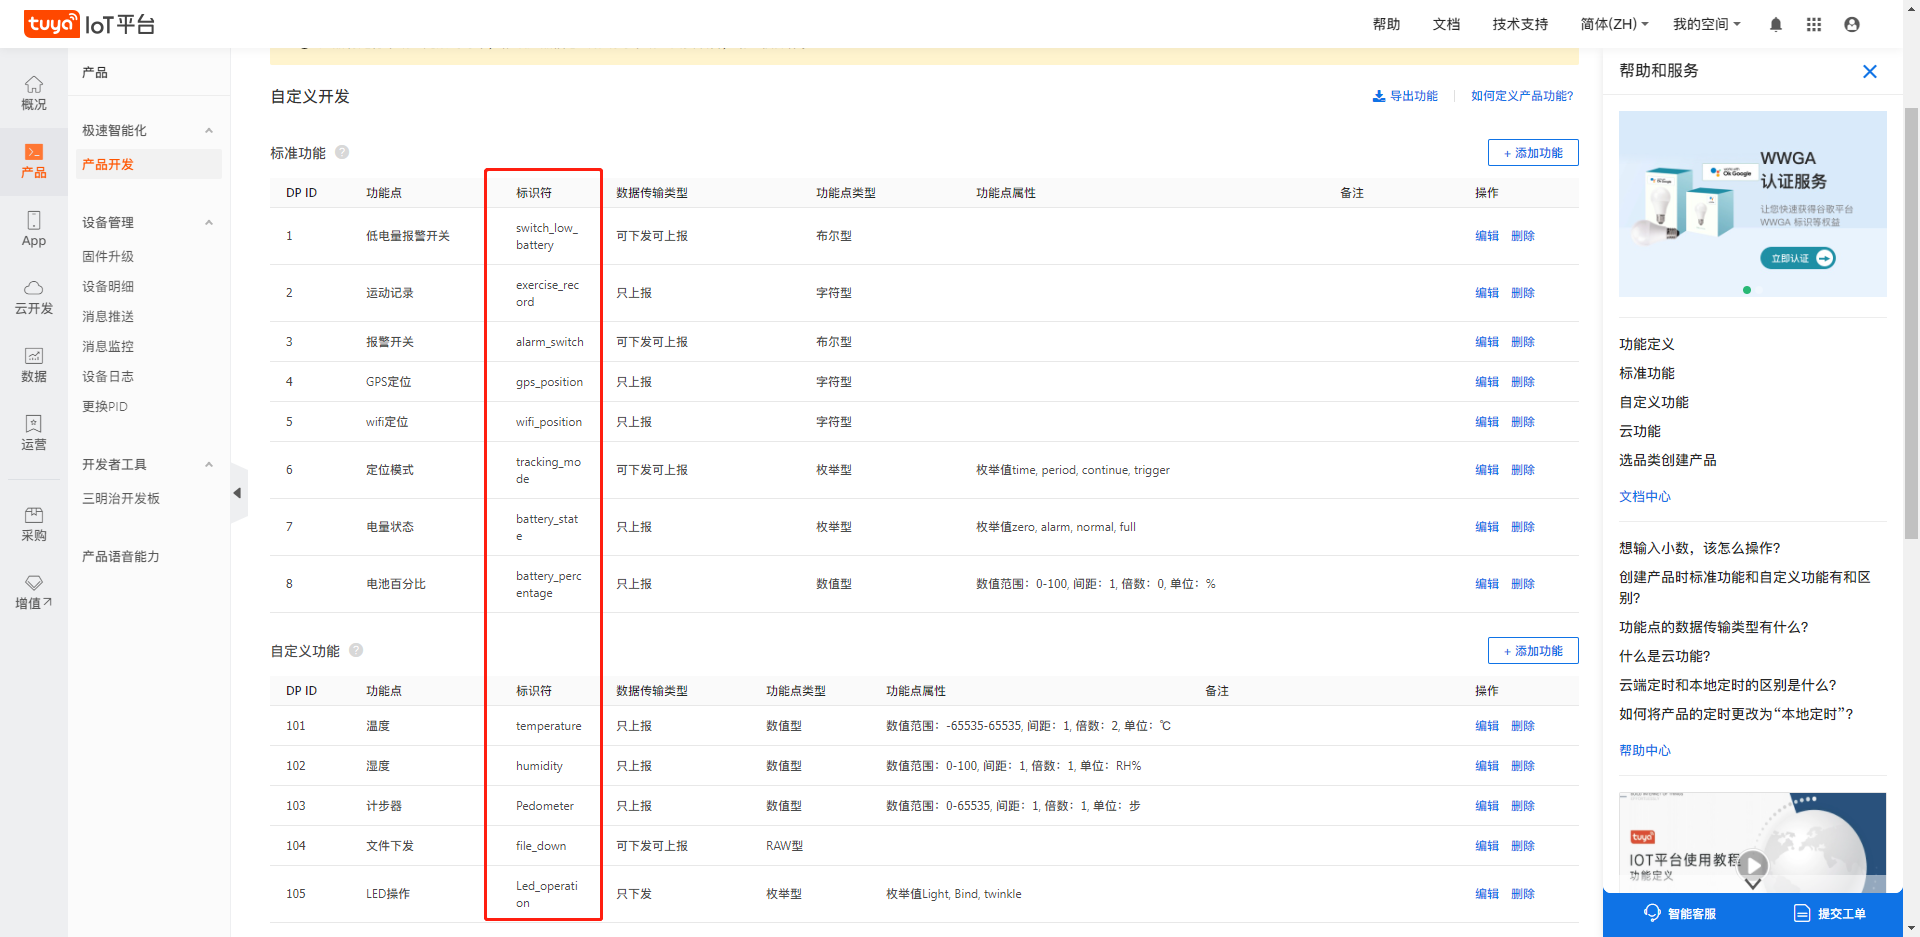 tuya IoT平台
帮助
文档
技术支持
简体(ZH)
我的空间
概况
产品
App
云开发
数据
运营
采购
增值
产品
极速智能化
产品开发
设备管理
固件升级
设备明细
消息推送
消息监控
设备日志
更换PID
开发者工具
三明治开发板
产品语音能力
自定义开发
导出功能
如何定义产品功能?
标准功能 ?
+ 添加功能
DP ID 功能点 标识符 数据传输类型 功能点类型 功能点属性 备注 操作
1 低电量报警开关 switch_low_ 可下发可上报 布尔型 编辑 删除
battery
2 运动记录 exercise_rec 只上报 字符型 编辑 删除
ord
3 报警开关 alarm_switch 可下发可上报 布尔型 编辑 删除
4 GPS定位 gps_position 只上报 字符型 编辑 删除
5 wifi定位 wifi_position 只上报 字符型 编辑 删除
6 定位模式 tracking_mo 可下发可上报 枚举型 枚举值time, period, continue, trigger 编辑 删除
de
7 电量状态 battery_stat 只上报 枚举型 枚举值zero, alarm, normal, full 编辑 删除
e
8 电池百分比 battery_perc 只上报 数值型 数值范围：0-100, 间距：1, 倍数：0, 单位：% 编辑 删除
entage
自定义功能 ?
+ 添加功能
DP ID 功能点 标识符 数据传输类型 功能点类型 功能点属性 备注 操作
101 温度 temperature 只上报 数值型 数值范围：-65535-65535, 间距：1, 倍数：2, 单位：℃ 编辑 删除
102 湿度 humidity 只上报 数值型 数值范围：0-100, 间距：1, 倍数：1, 单位：RH% 编辑 删除
103 计步器 Pedometer 只上报 数值型 数值范围：0-65535, 间距：1, 倍数：1, 单位：步 编辑 删除
104 文件下发 file_down 可下发可上报 RAW型 编辑 删除
105 LED操作 Led_operati 只下发 枚举型 枚举值Light, Bind, twinkle 编辑 删除
on
帮助和服务
Ok Google
WWGA
认证服务
让您快速获得谷歌平台
WWGA 标识等权益
立即认证
功能定义
标准功能
自定义功能
云功能
选品类创建产品
文档中心
想输入小数，该怎么操作?
创建产品时标准功能和自定义功能有和区
别?
功能点的数据传输类型有什么?
什么是云功能?
云端定时和本地定时的区别是什么?
如何将产品的定时更改为“本地定时”?
帮助中心
tuya
IOT平台使用教程
功能定义
智能客服
提交工单